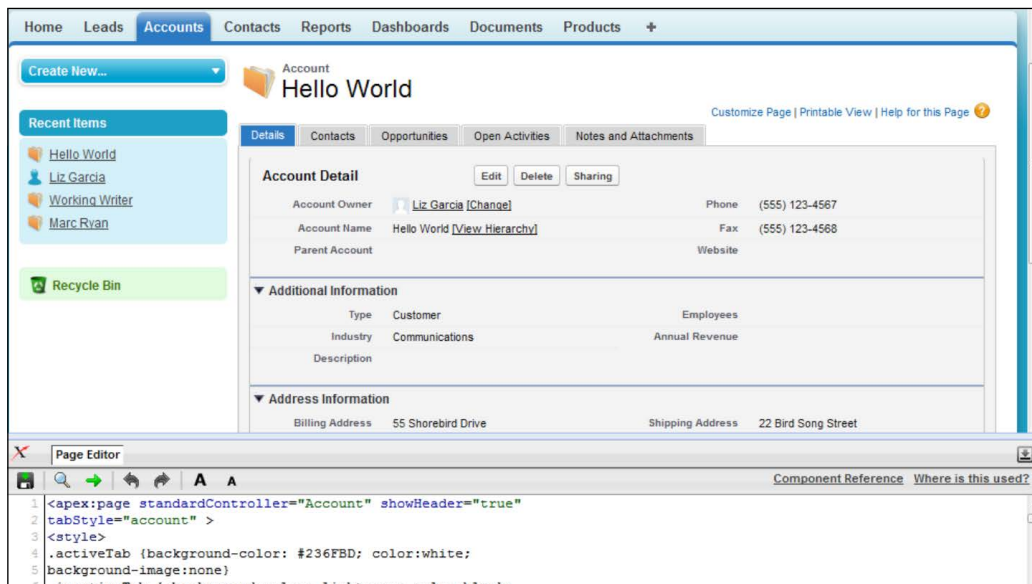 Home Leads Accounts Contacts Reports Dashboards Documents Products +
Create New...
Recent Items
Hello World
Liz Garcia
Working Writer
Marc Ryan
Recycle Bin
Account
Hello World
Customize Page | Printable View | Help for this Page ?
Details Contacts Opportunities Open Activities Notes and Attachments
Account Detail Edit Delete Sharing
Account Owner Liz Garcia [Change] Phone (555) 123-4567
Account Name Hello World [View Hierarchy] Fax (555) 123-4568
Parent Account Website
Additional Information
Type Customer Employees
Industry Communications Annual Revenue
Description
Address Information
Billing Address 55 Shorebird Drive Shipping Address 22 Bird Song Street
Page Editor
A A Component Reference Where is this used?
1 <apex:page standardController="Account" showHeader="true"
2 tabStyle="account" >
3 <style>
4 .activeTab {background-color: #236FBD; color:white;
5 background-image:none}